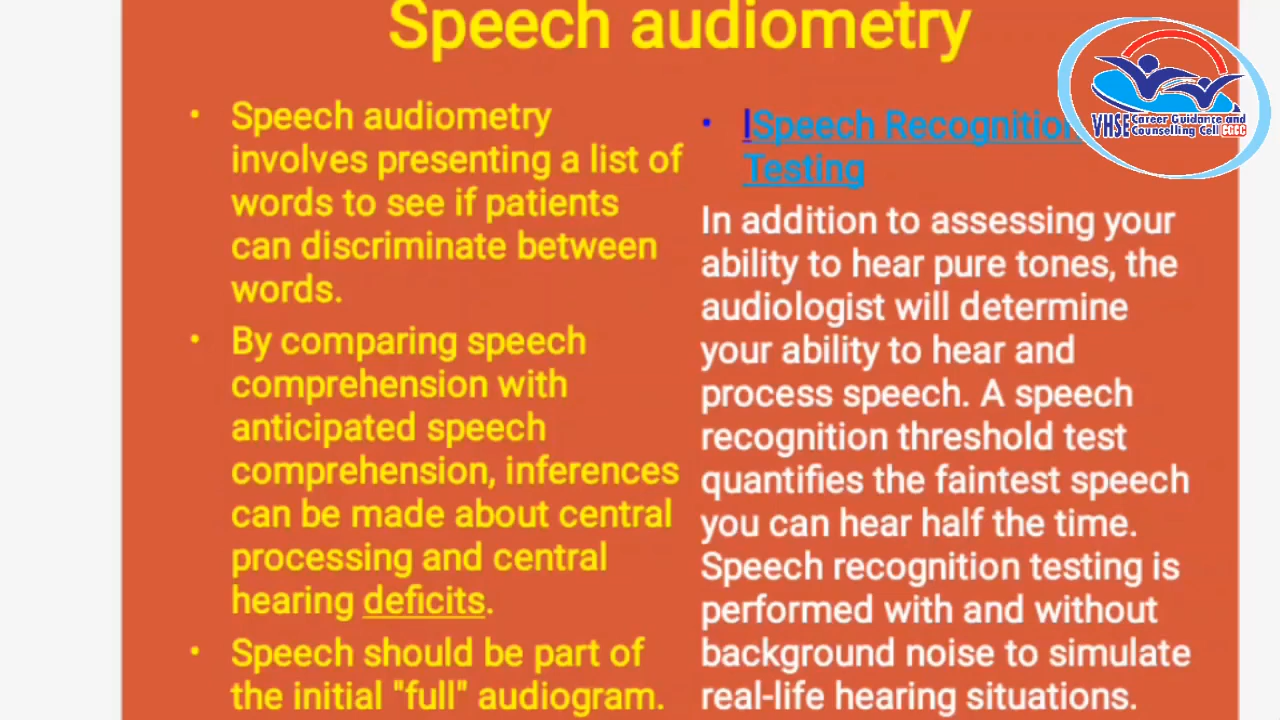 Speech audiometry
• Speech audiometry
involves presenting a list of
words to see if patients
can discriminate between
words.
• By comparing speech
comprehension with
anticipated speech
comprehension, inferences
can be made about central
processing and central
hearing deficits.
• Speech should be part of
the initial "full" audiogram.
• lSpeech Recognition
Testing
In addition to assessing your
ability to hear pure tones, the
audiologist will determine
your ability to hear and
process speech. A speech
recognition threshold test
quantifies the faintest speech
you can hear half the time.
Speech recognition testing is
performed with and without
background noise to simulate
real-life hearing situations.
VHSE Career Guidance and
Counselling Cell CGCC